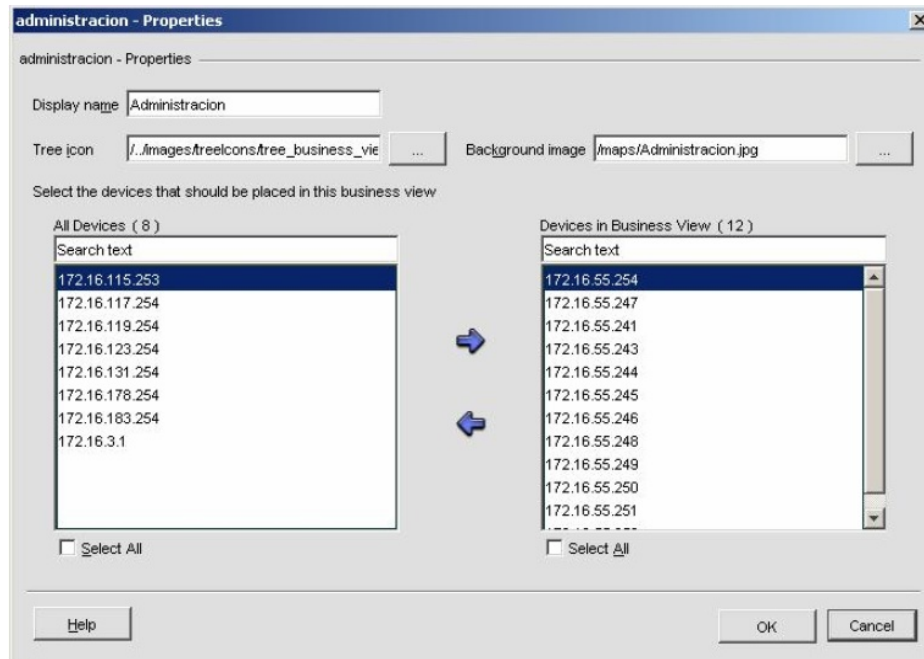 administracion - Properties
administracion - Properties
Display name Administracion
Tree icon /../images/treeIcons/tree_business_vie ... Background image /maps/Administracion.jpg ...
Select the devices that should be placed in this business view
All Devices ( 8 ) Devices in Business View ( 12 )
Search text Search text
172.16.115.253 172.16.55.254
172.16.117.254 172.16.55.247
172.16.119.254 172.16.55.241
172.16.123.254 172.16.55.243
172.16.131.254 172.16.55.244
172.16.178.254 172.16.55.245
172.16.183.254 172.16.55.246
172.16.3.1 172.16.55.248
172.16.55.249
172.16.55.250
172.16.55.251
Select All Select All
Help OK Cancel